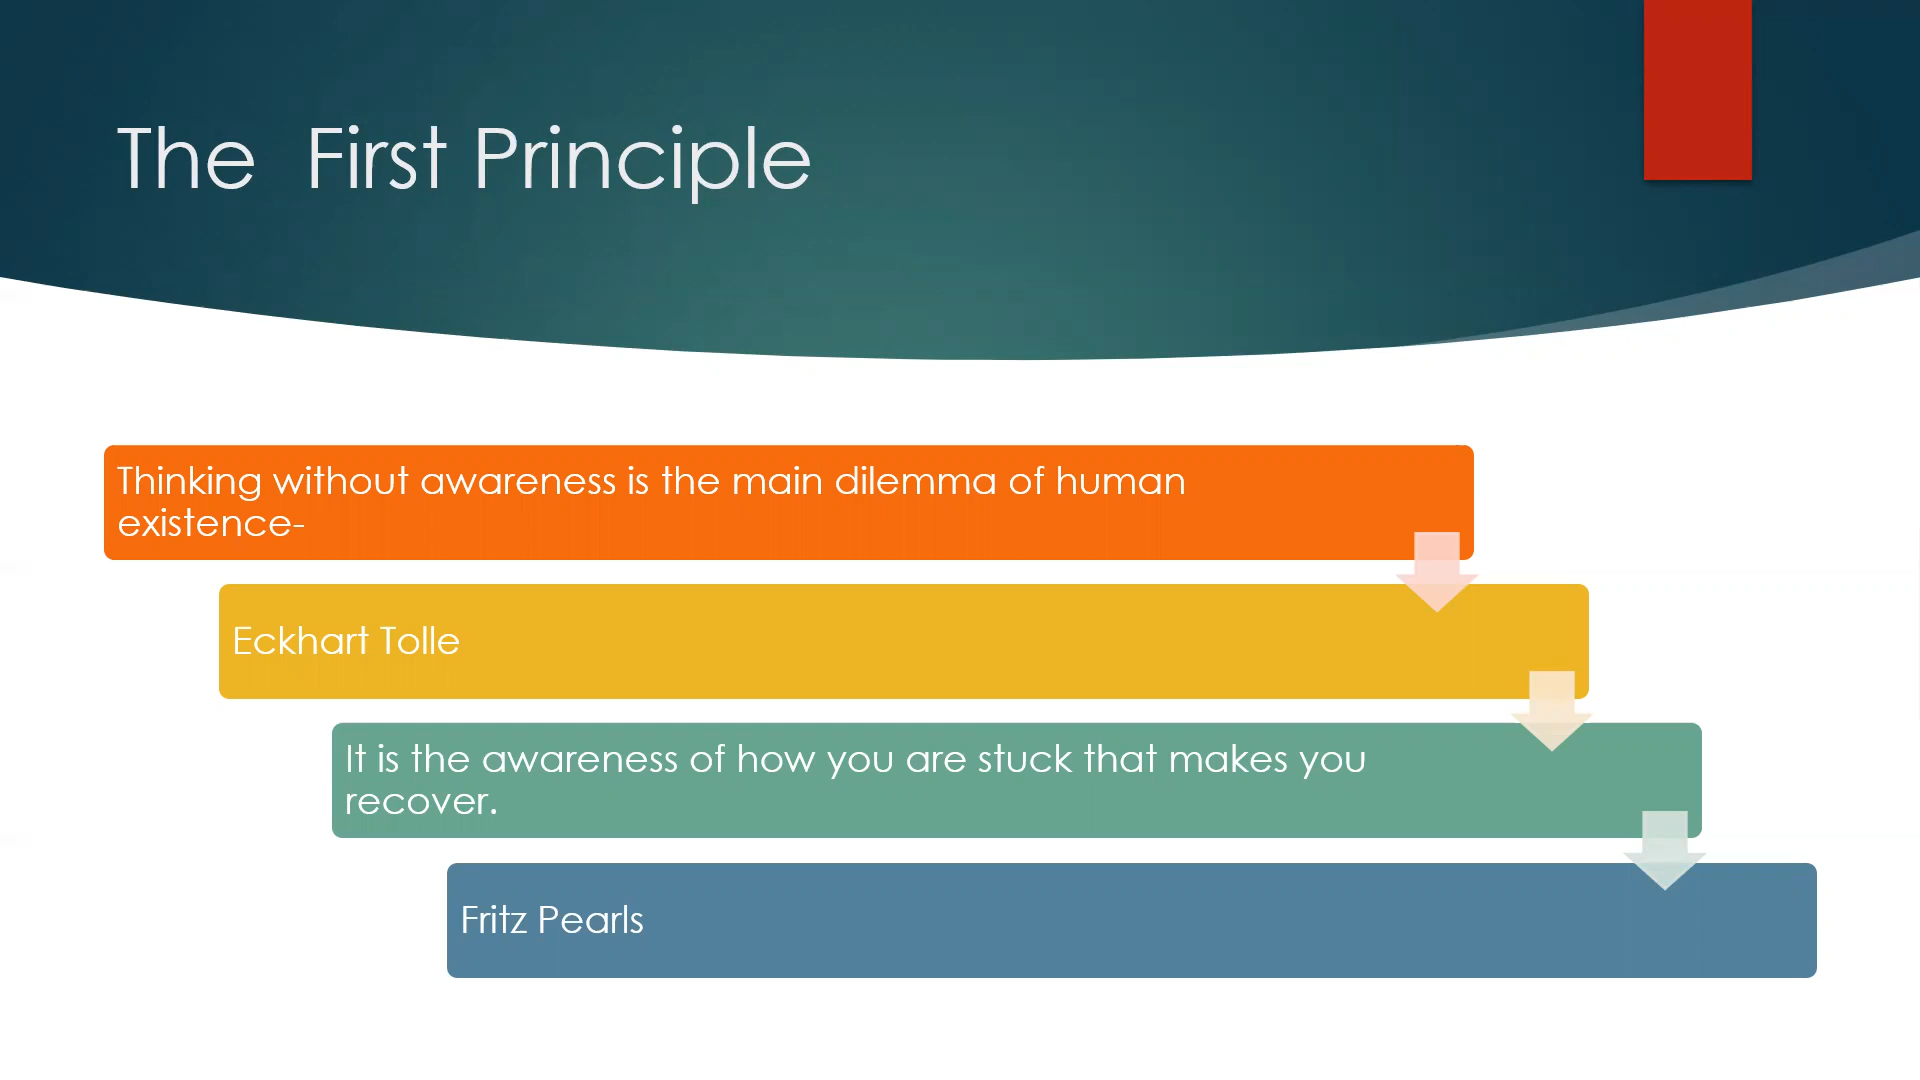 The  First Principle
Thinking without awareness is the main dilemma of human
existence-
Eckhart Tolle
It is the awareness of how you are stuck that makes you
recover.
Fritz Pearls